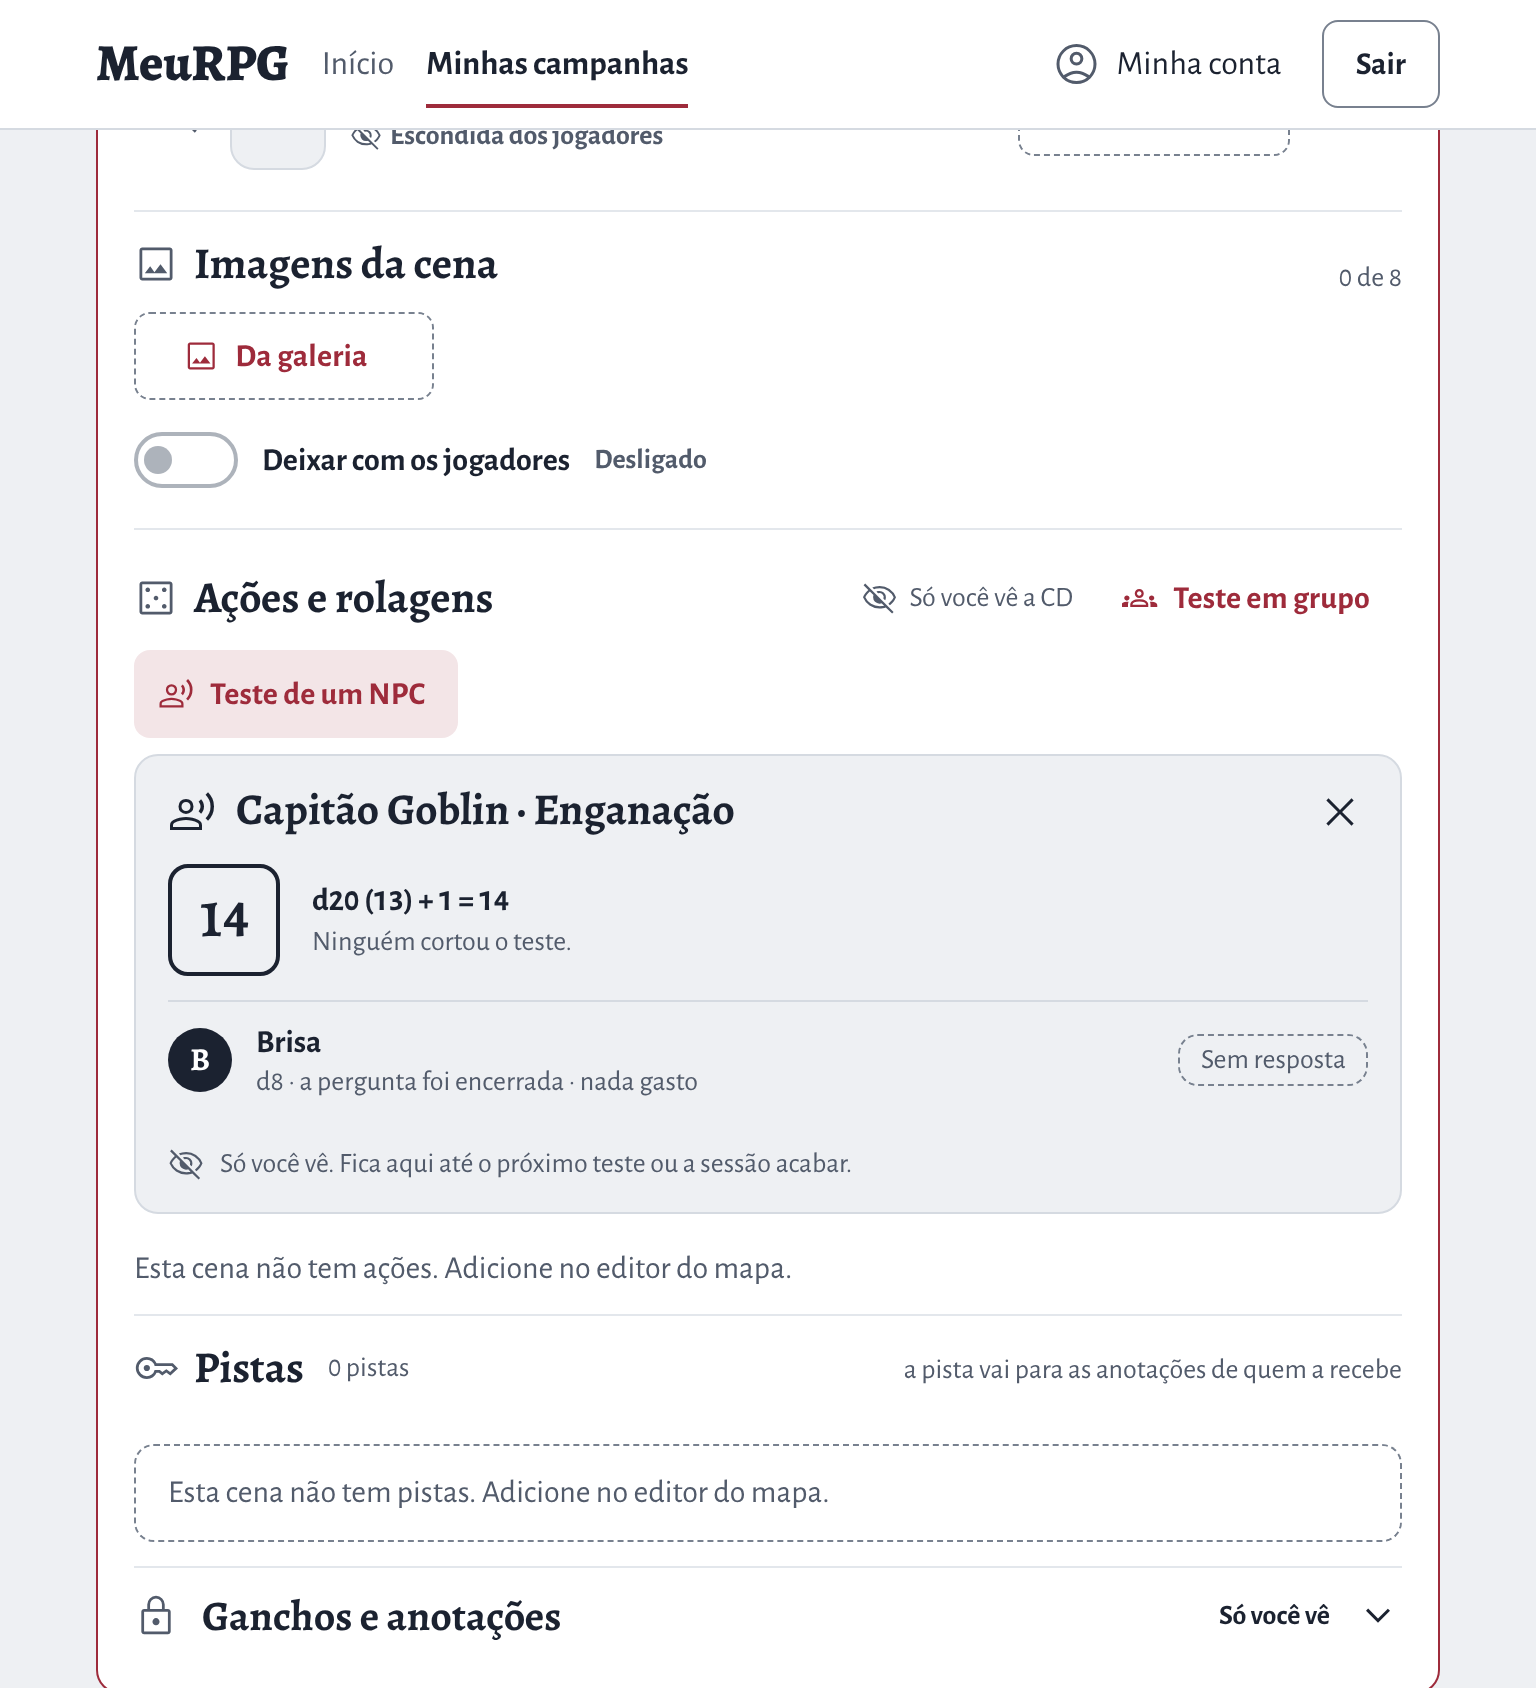 MeuRPG Início Minhas campanhas Minha conta Sair
Escondida dos jogadores
Imagens da cena 0 de 8
Da galeria
Deixar com os jogadores Desligado
Ações e rolagens Só você vê a CD Teste em grupo
Teste de um NPC
Capitão Goblin · Enganação
14
d20 (13) + 1 = 14
Ninguém cortou o teste.
B
Brisa
d8 · a pergunta foi encerrada · nada gasto
Sem resposta
Só você vê. Fica aqui até o próximo teste ou a sessão acabar.
Esta cena não tem ações. Adicione no editor do mapa.
Pistas 0 pistas a pista vai para as anotações de quem a recebe
Esta cena não tem pistas. Adicione no editor do mapa.
Ganchos e anotações Só você vê